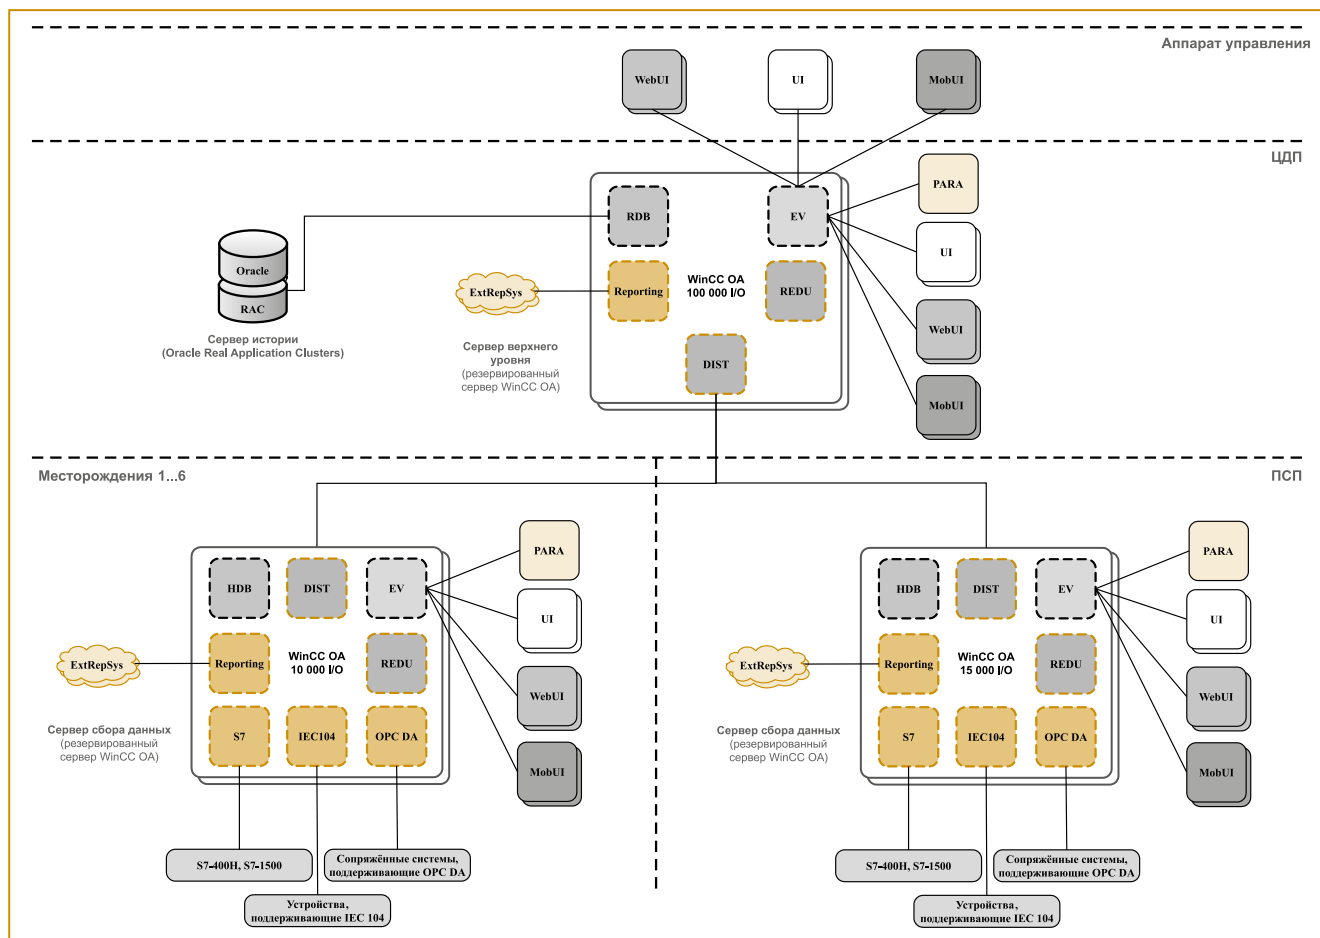 Аппарат управления
WebUI
UI
MobUI
ЦДП
RDB
EV
PARA
UI
Oracle
RAC
ExtRepSys
Reporting
WinCC OA
100 000 I/O
REDU
WebUI
Сервер истории
(Oracle Real Application Clusters)
Сервер верхнего
уровня
(резервированный
сервер WinCC OA)
DIST
MobUI
Месторождения 1...6
ПСП
HDB
DIST
EV
PARA
UI
ExtRepSys
Reporting
WinCC OA
10 000 I/O
REDU
WebUI
Сервер сбора данных
(резервированный
сервер WinCC OA)
S7
IEC104
OPC DA
MobUI
S7-400H, S7-1500
Сопряжённые системы,
поддерживающие OPC DA
Устройства,
поддерживающие IEC 104
HDB
DIST
EV
PARA
UI
ExtRepSys
Reporting
WinCC OA
15 000 I/O
REDU
WebUI
Сервер сбора данных
(резервированный
сервер WinCC OA)
S7
IEC104
OPC DA
MobUI
S7-400H, S7-1500
Сопряжённые системы,
поддерживающие OPC DA
Устройства,
поддерживающие IEC 104